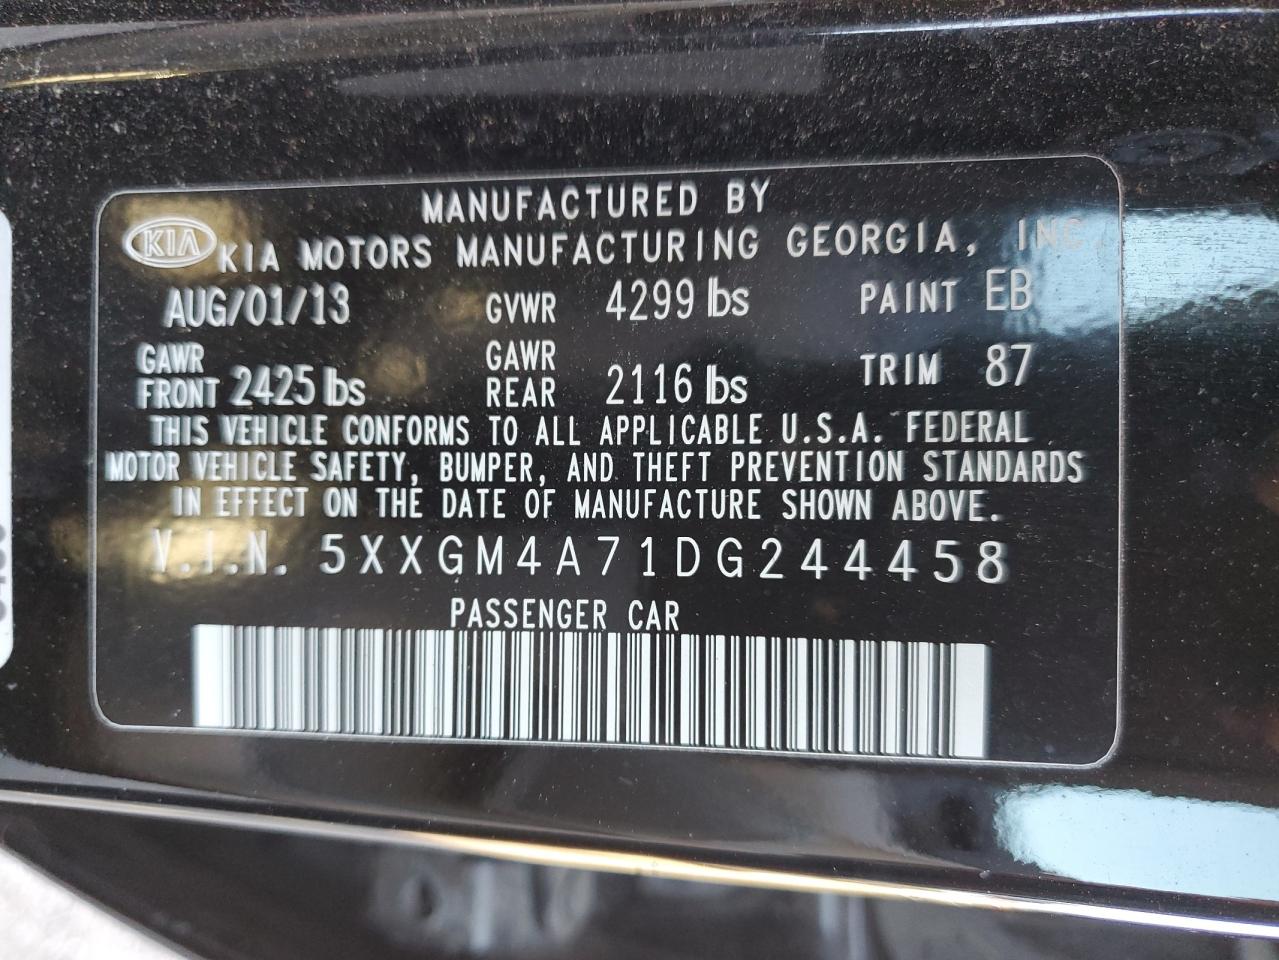 MANUFACTURED BY
KIA KIA MOTORS MANUFACTURING GEORGIA, INC.
AUG/01/13 GVWR 4299 lbs PAINT EB
GAWR FRONT 2425 lbs GAWR REAR 2116 lbs TRIM 87
THIS VEHICLE CONFORMS TO ALL APPLICABLE U.S.A. FEDERAL
MOTOR VEHICLE SAFETY, BUMPER, AND THEFT PREVENTION STANDARDS
IN EFFECT ON THE DATE OF MANUFACTURE SHOWN ABOVE.
V.I.N. 5XXGM4A71DG244458
PASSENGER CAR